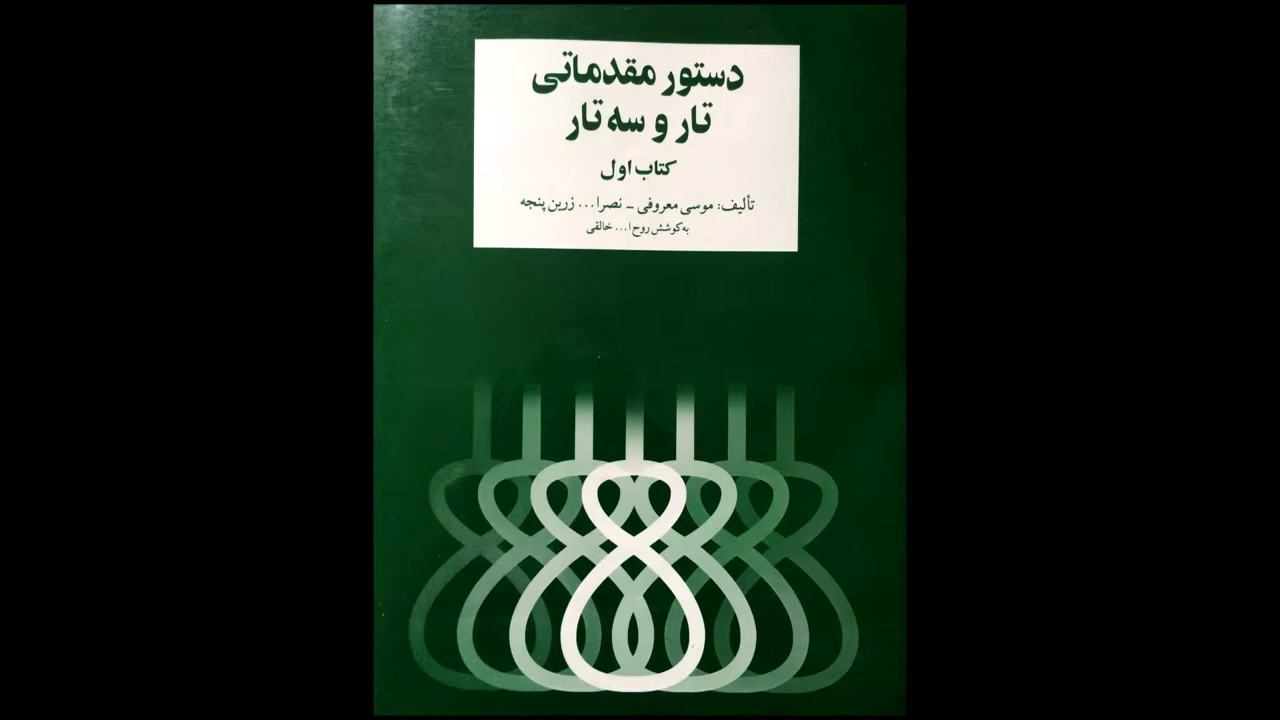 دستور مقدماتی
تار و سه تار
کتاب اول
تألیف: موسی معروفی ـ نصرا... زرین پنجه
به‌کوشش روح ا... خالقی